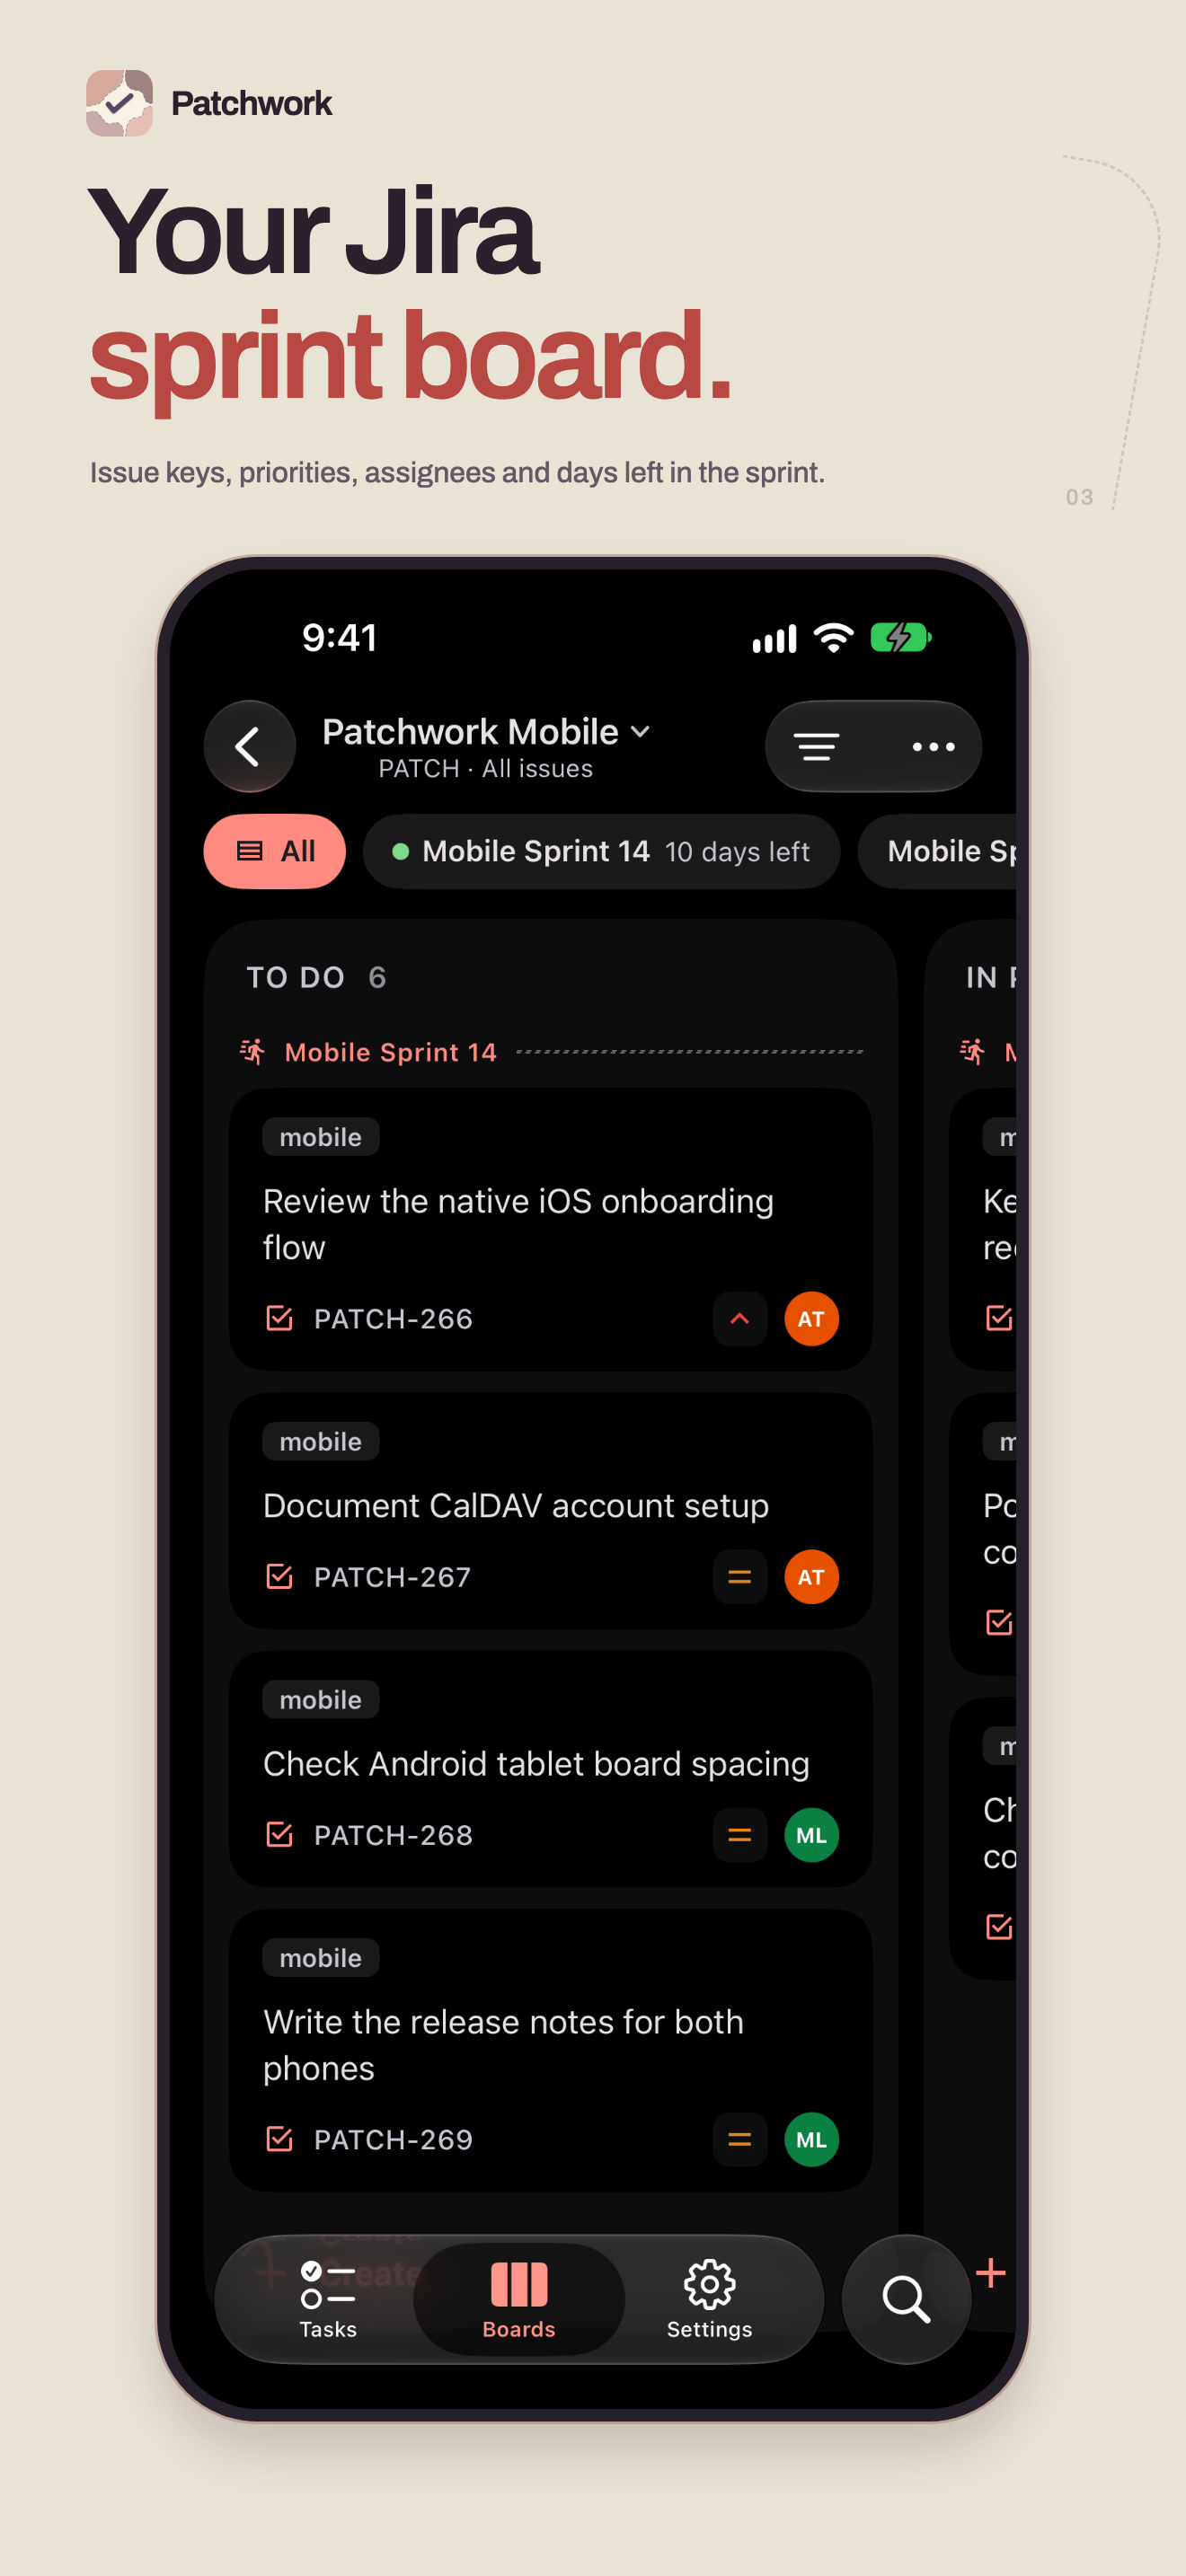 Patchwork
Your Jira
sprint board.
Issue keys, priorities, assignees and days left in the sprint.
03
9:41
Patchwork Mobile
PATCH · All issues
All
Mobile Sprint 14 10 days left
Mobile
TO DO 6
IN
Mobile Sprint 14
mobile
Review the native iOS onboarding
flow
PATCH-266
AT
mobile
Document CalDAV account setup
PATCH-267
AT
mobile
Check Android tablet board spacing
PATCH-268
ML
mobile
Write the release notes for both
phones
PATCH-269
ML
Create
Tasks
Boards
Settings